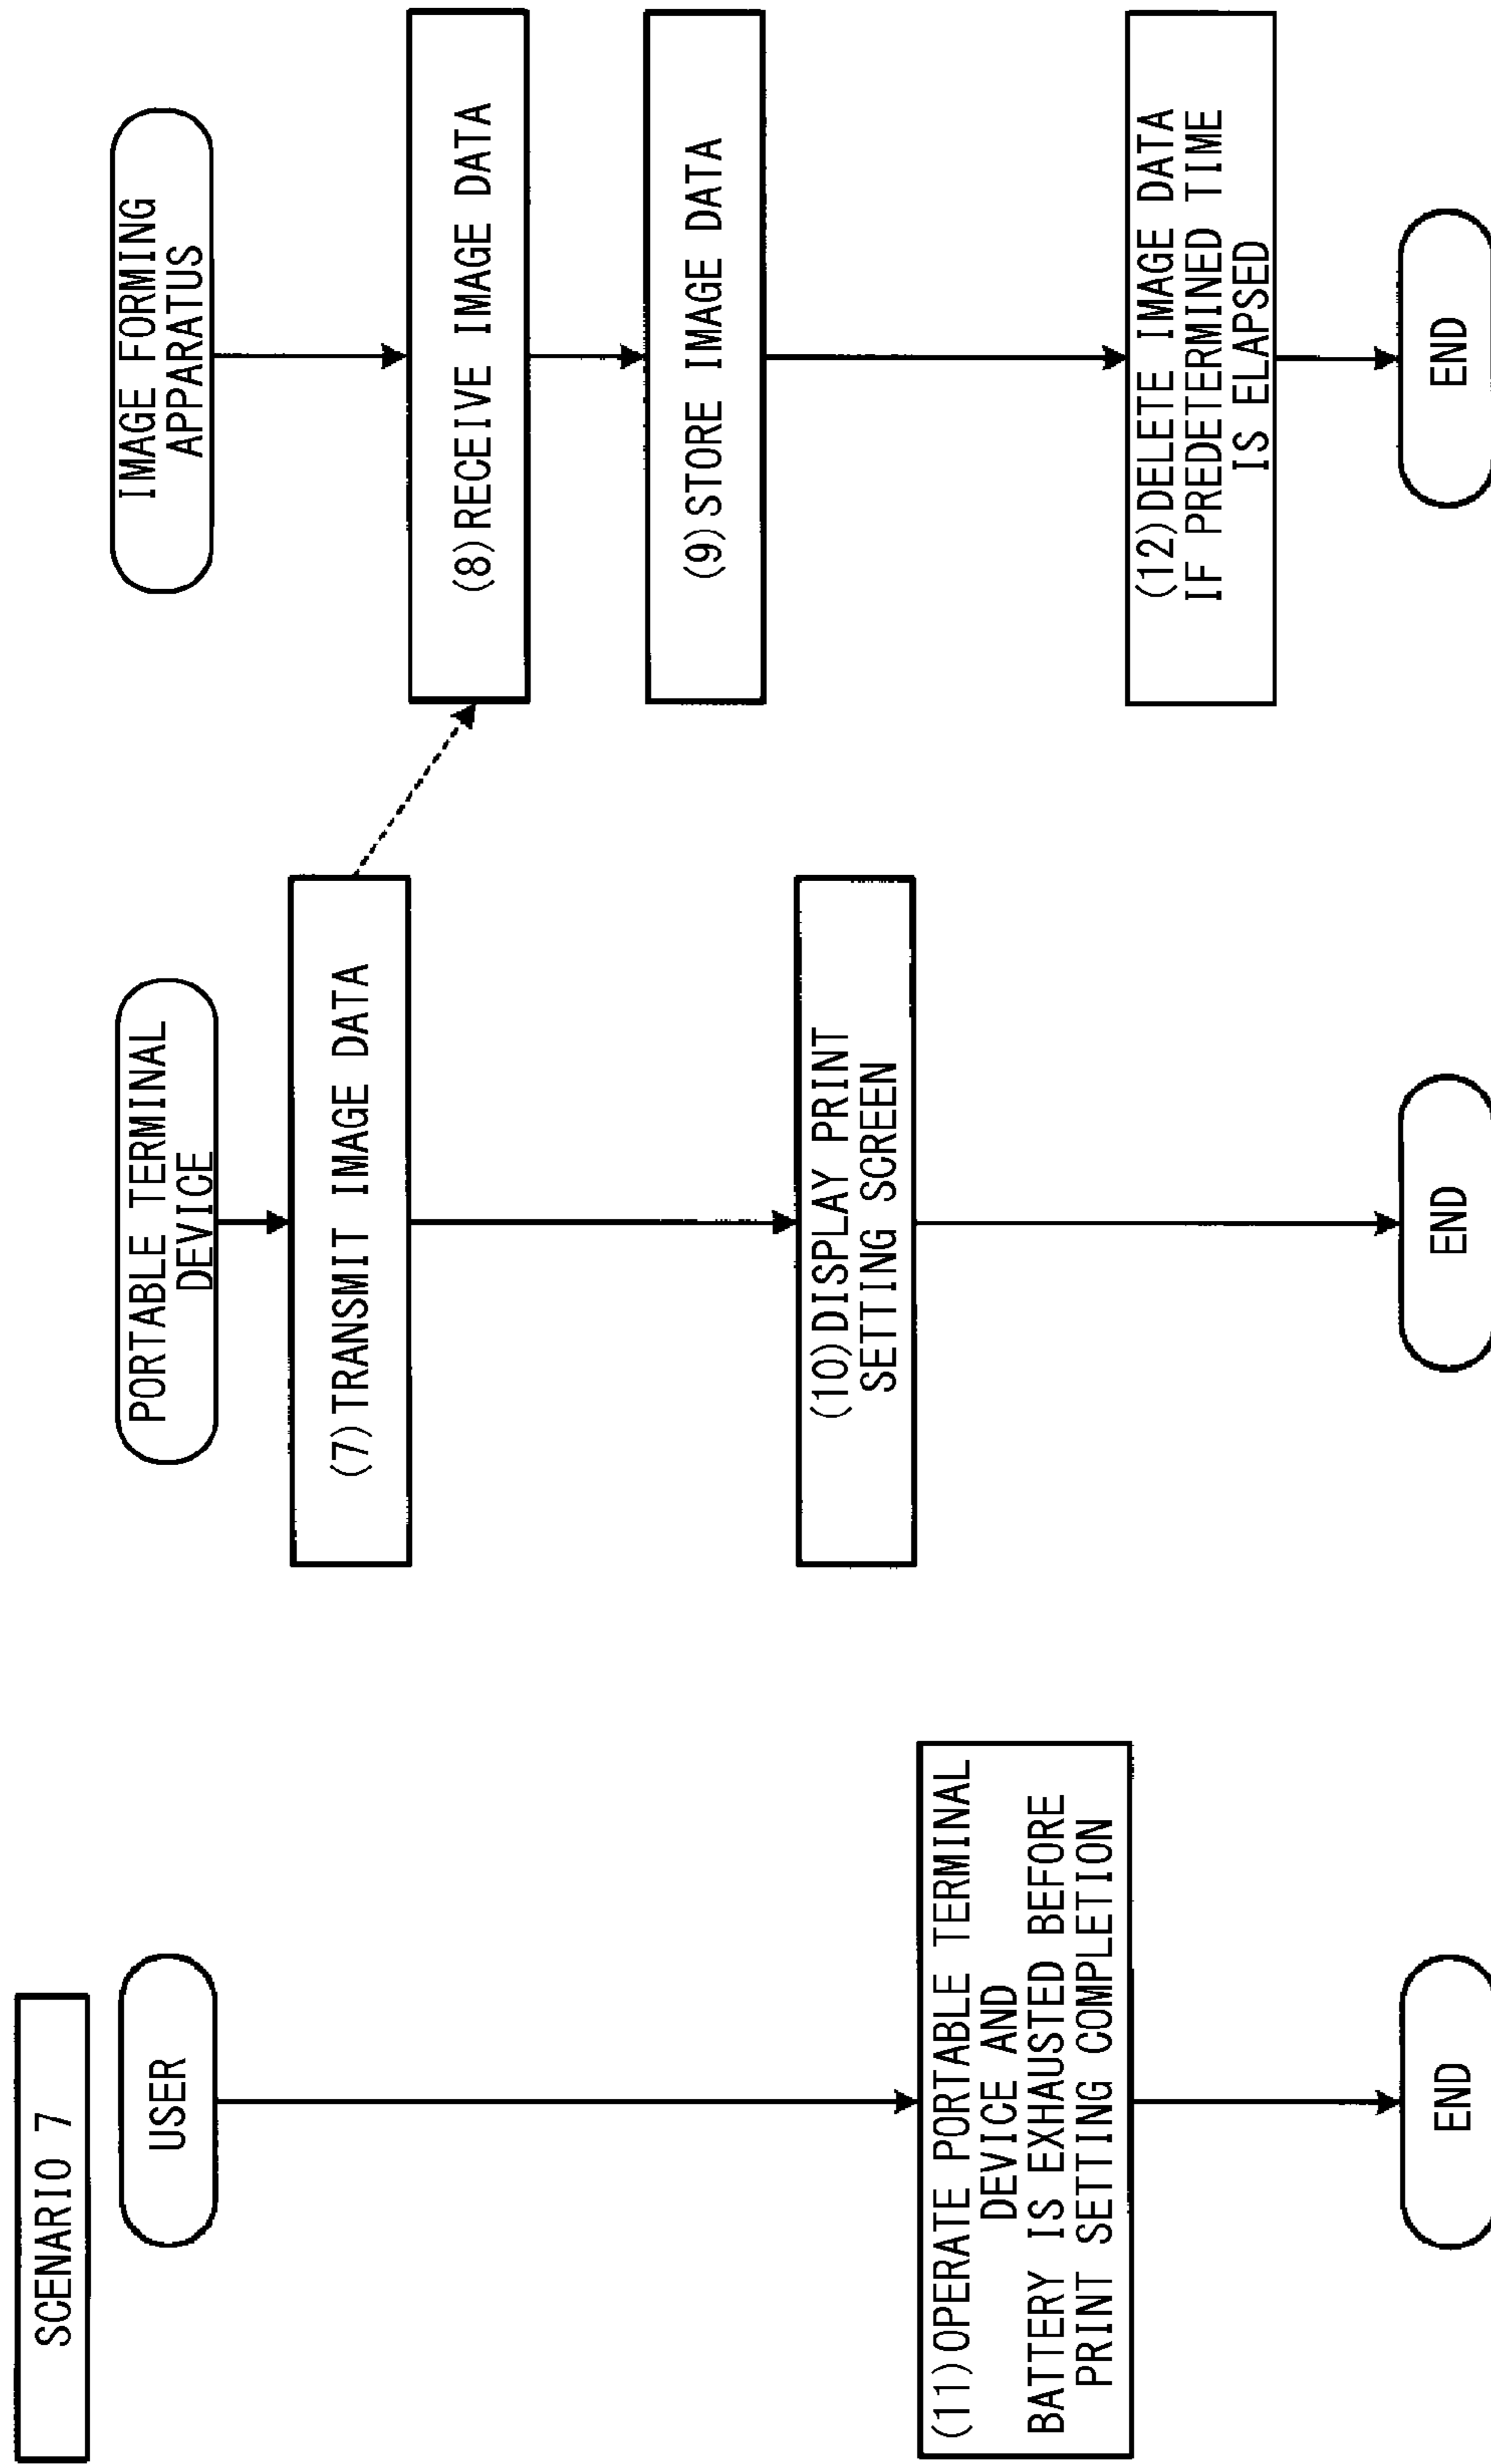 SCENARIO 7
USER
(11)OPERATE PORTABLE TERMINAL
DEVICE AND
BATTERY IS EXHAUSTED BEFORE
PRINT SETTING COMPLETION
END
PORTABLE TERMINAL
DEVICE
(7)TRANSMIT IMAGE DATA
(10)DISPLAY PRINT
SETTING SCREEN
END
IMAGE FORMING
APPARATUS
(8)RECEIVE IMAGE DATA
(9)STORE IMAGE DATA
(12)DELETE IMAGE DATA
IF PREDETERMINED TIME
IS ELAPSED
END